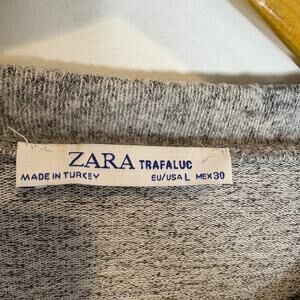 ZARA TRAFALUC
MADE IN TURKEY EU/USA L MEX 30